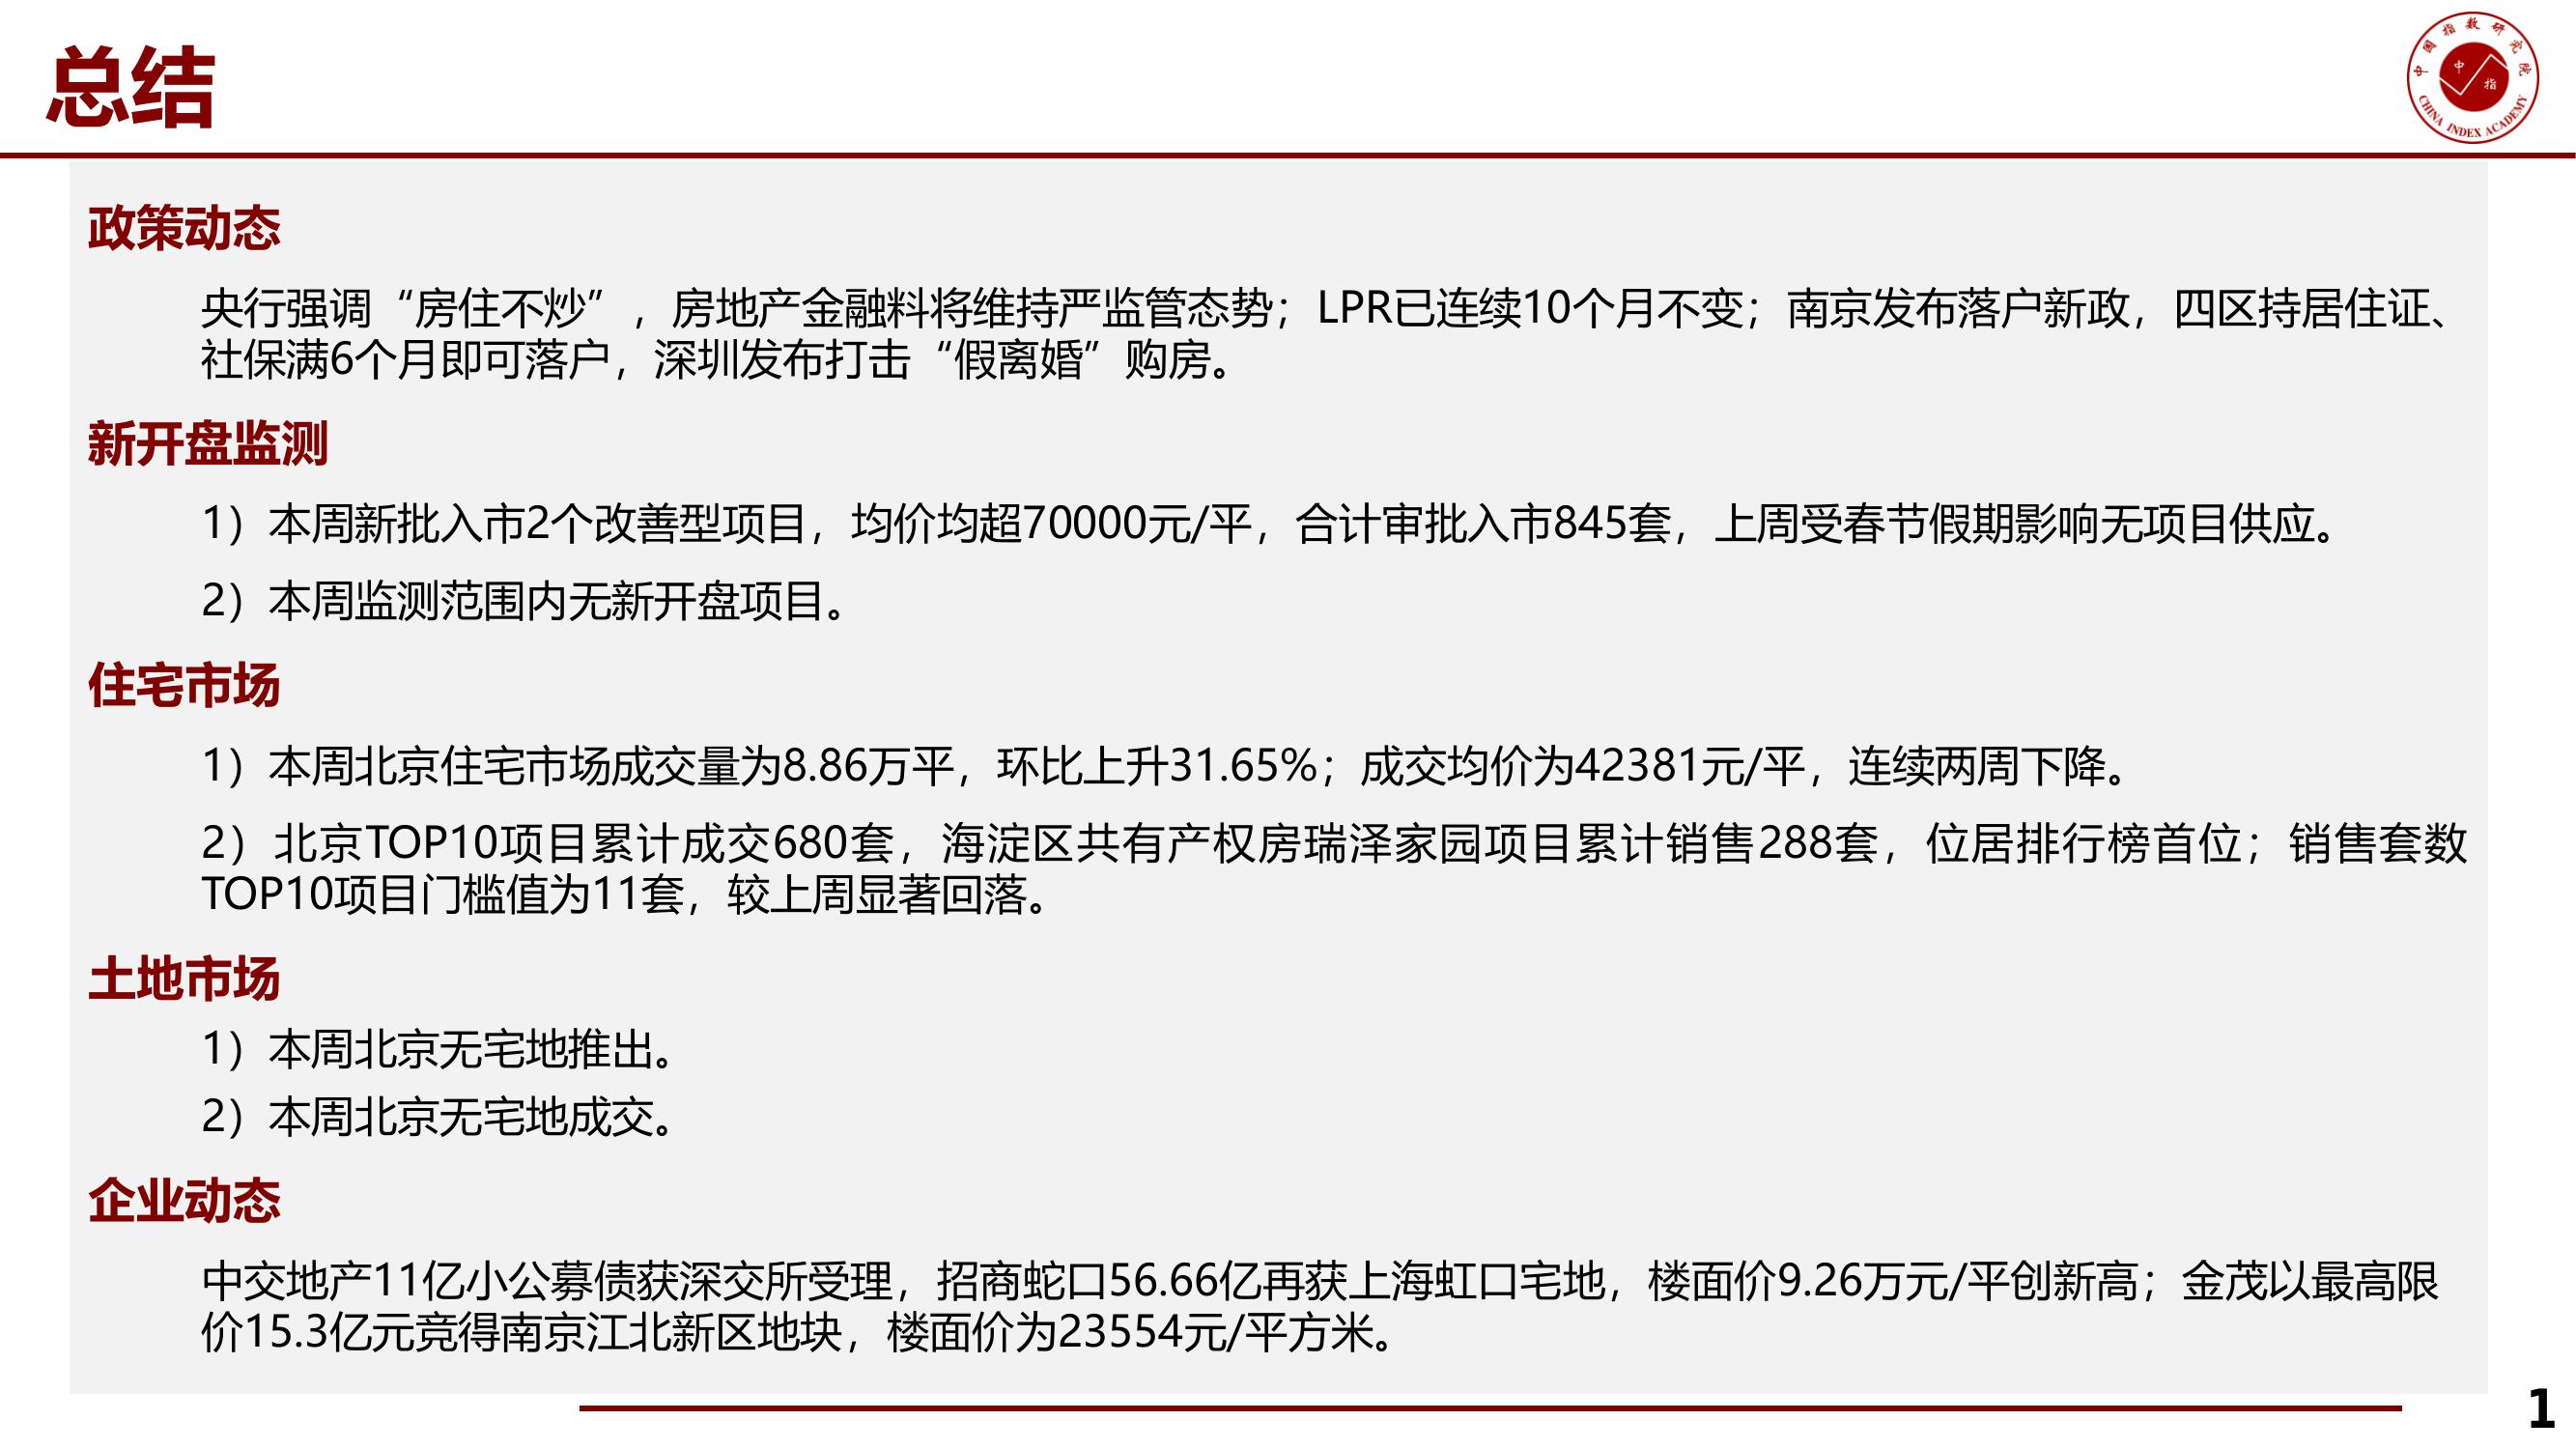 总结
中国指数研究院
中指
CHINA INDEX ACADEMY
政策动态
央行强调“房住不炒”，房地产金融料将维持严监管态势；LPR已连续10个月不变；南京发布落户新政，四区持居住证、
社保满6个月即可落户，深圳发布打击“假离婚”购房。
新开盘监测
1）本周新批入市2个改善型项目，均价均超70000元/平，合计审批入市845套，上周受春节假期影响无项目供应。
2）本周监测范围内无新开盘项目。
住宅市场
1）本周北京住宅市场成交量为8.86万平，环比上升31.65%；成交均价为42381元/平，连续两周下降。
2）北京TOP10项目累计成交680套，海淀区共有产权房瑞泽家园项目累计销售288套，位居排行榜首位；销售套数
TOP10项目门槛值为11套，较上周显著回落。
土地市场
1）本周北京无宅地推出。
2）本周北京无宅地成交。
企业动态
中交地产11亿小公募债获深交所受理，招商蛇口56.66亿再获上海虹口宅地，楼面价9.26万元/平创新高；金茂以最高限
价15.3亿元竞得南京江北新区地块，楼面价为23554元/平方米。
1